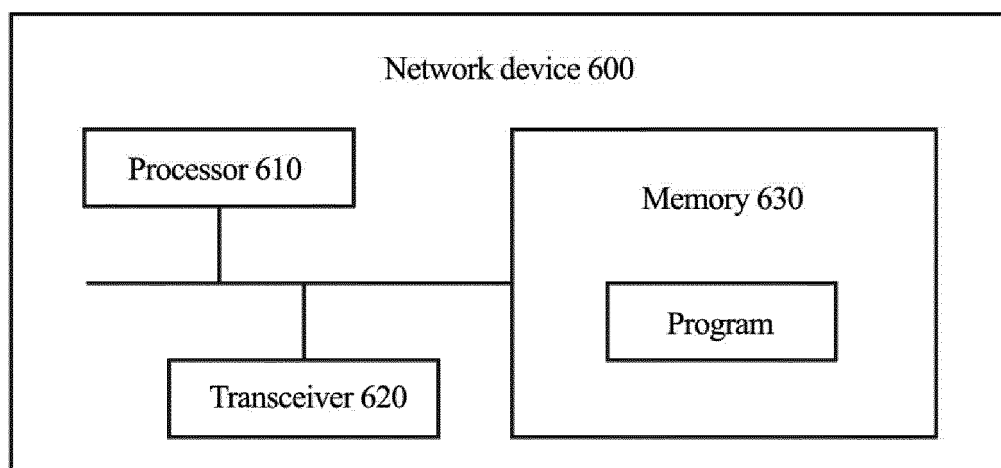 Network device 600
Processor 610
Memory 630
Program
Transceiver 620